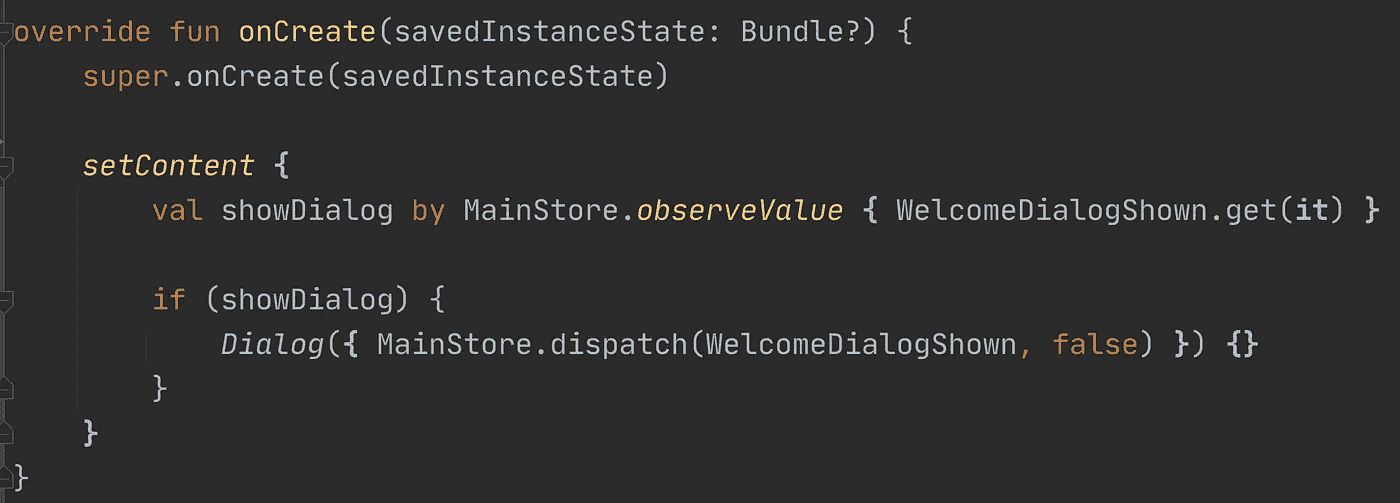 override fun onCreate(savedInstanceState: Bundle?) {
    super.onCreate(savedInstanceState)

    setContent {
        val showDialog by MainStore.observeValue { WelcomeDialogShown.get(it) }

        if (showDialog) {
            Dialog({ MainStore.dispatch(WelcomeDialogShown, false) }) {}
        }
    }
}